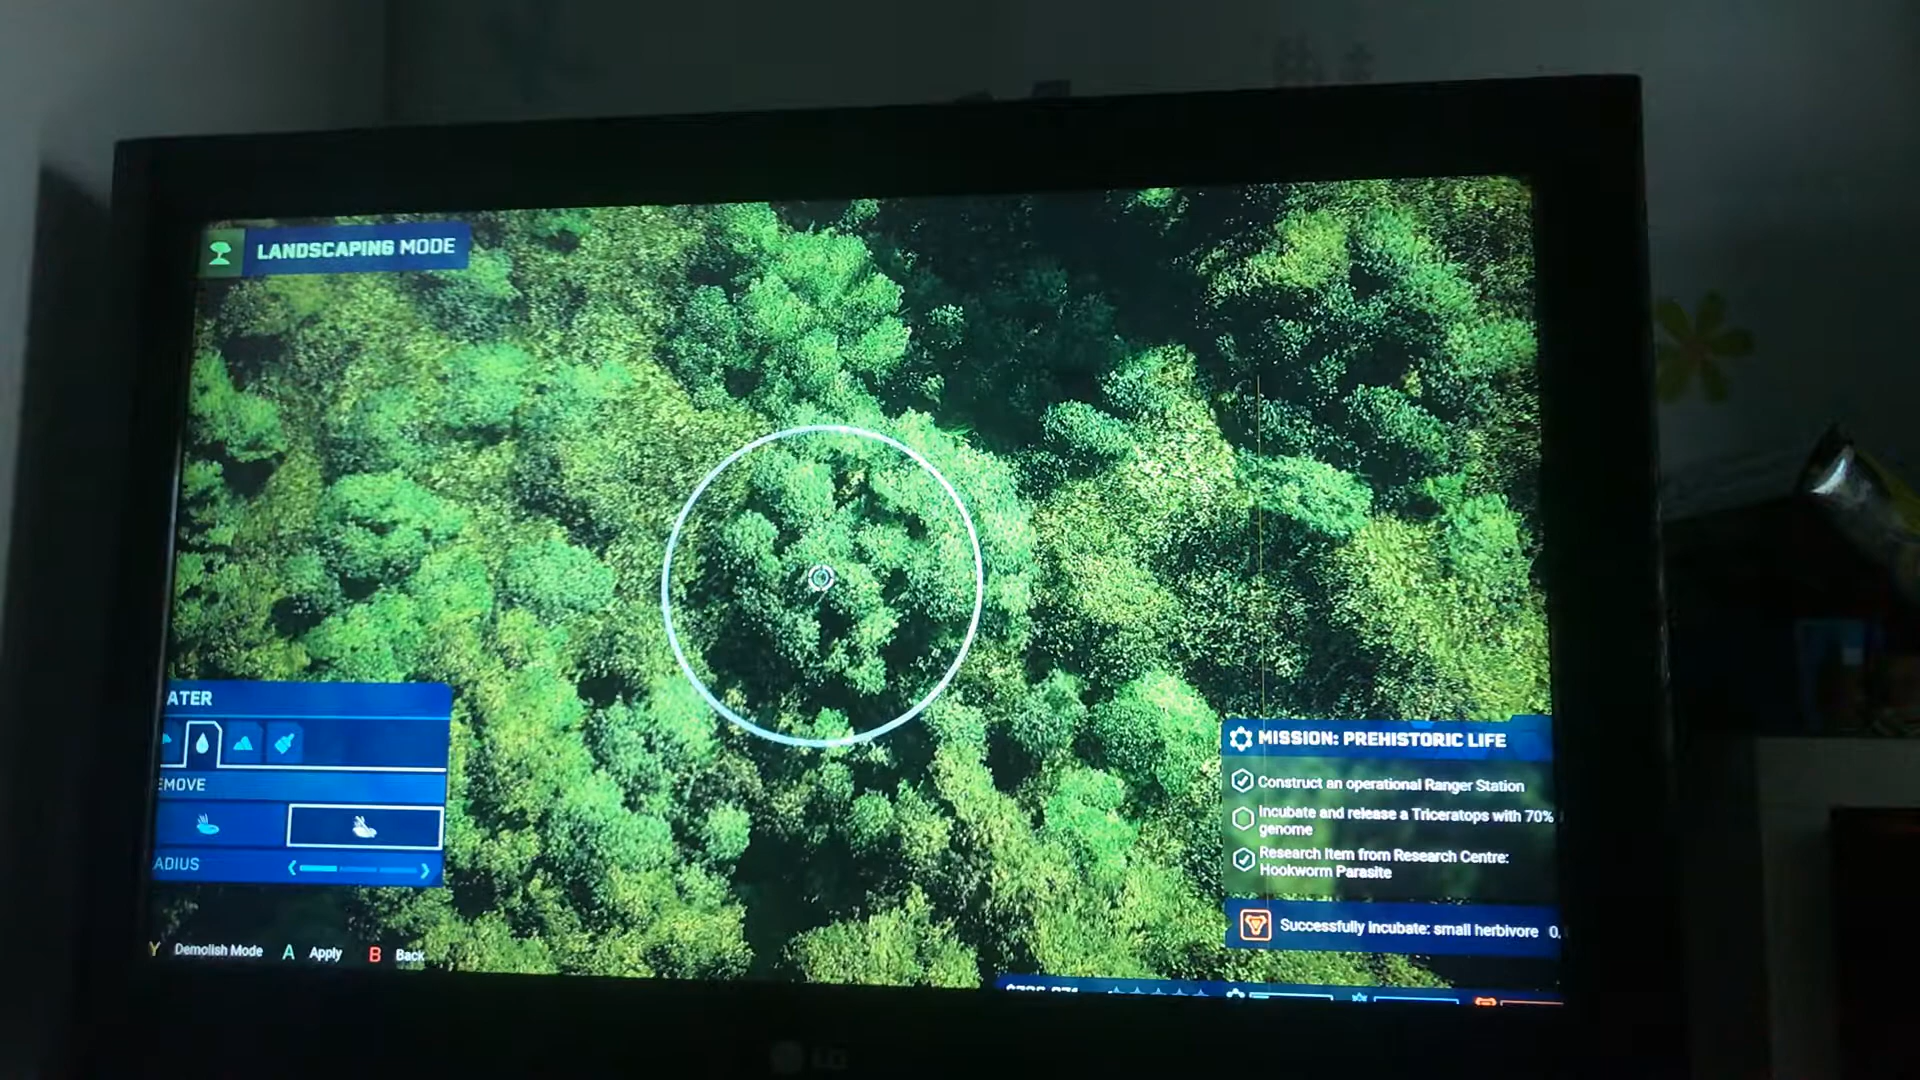 LANDSCAPING MODE
ATER
EMOVE
ADIUS
Y Demolish Mode A Apply B Back
MISSION: PREHISTORIC LIFE
Construct an operational Ranger Station
Incubate and release a Triceratops with 70%
genome
Research Item from Research Centre:
Hookworm Parasite
Successfully incubate: small herbivore 0.
LG